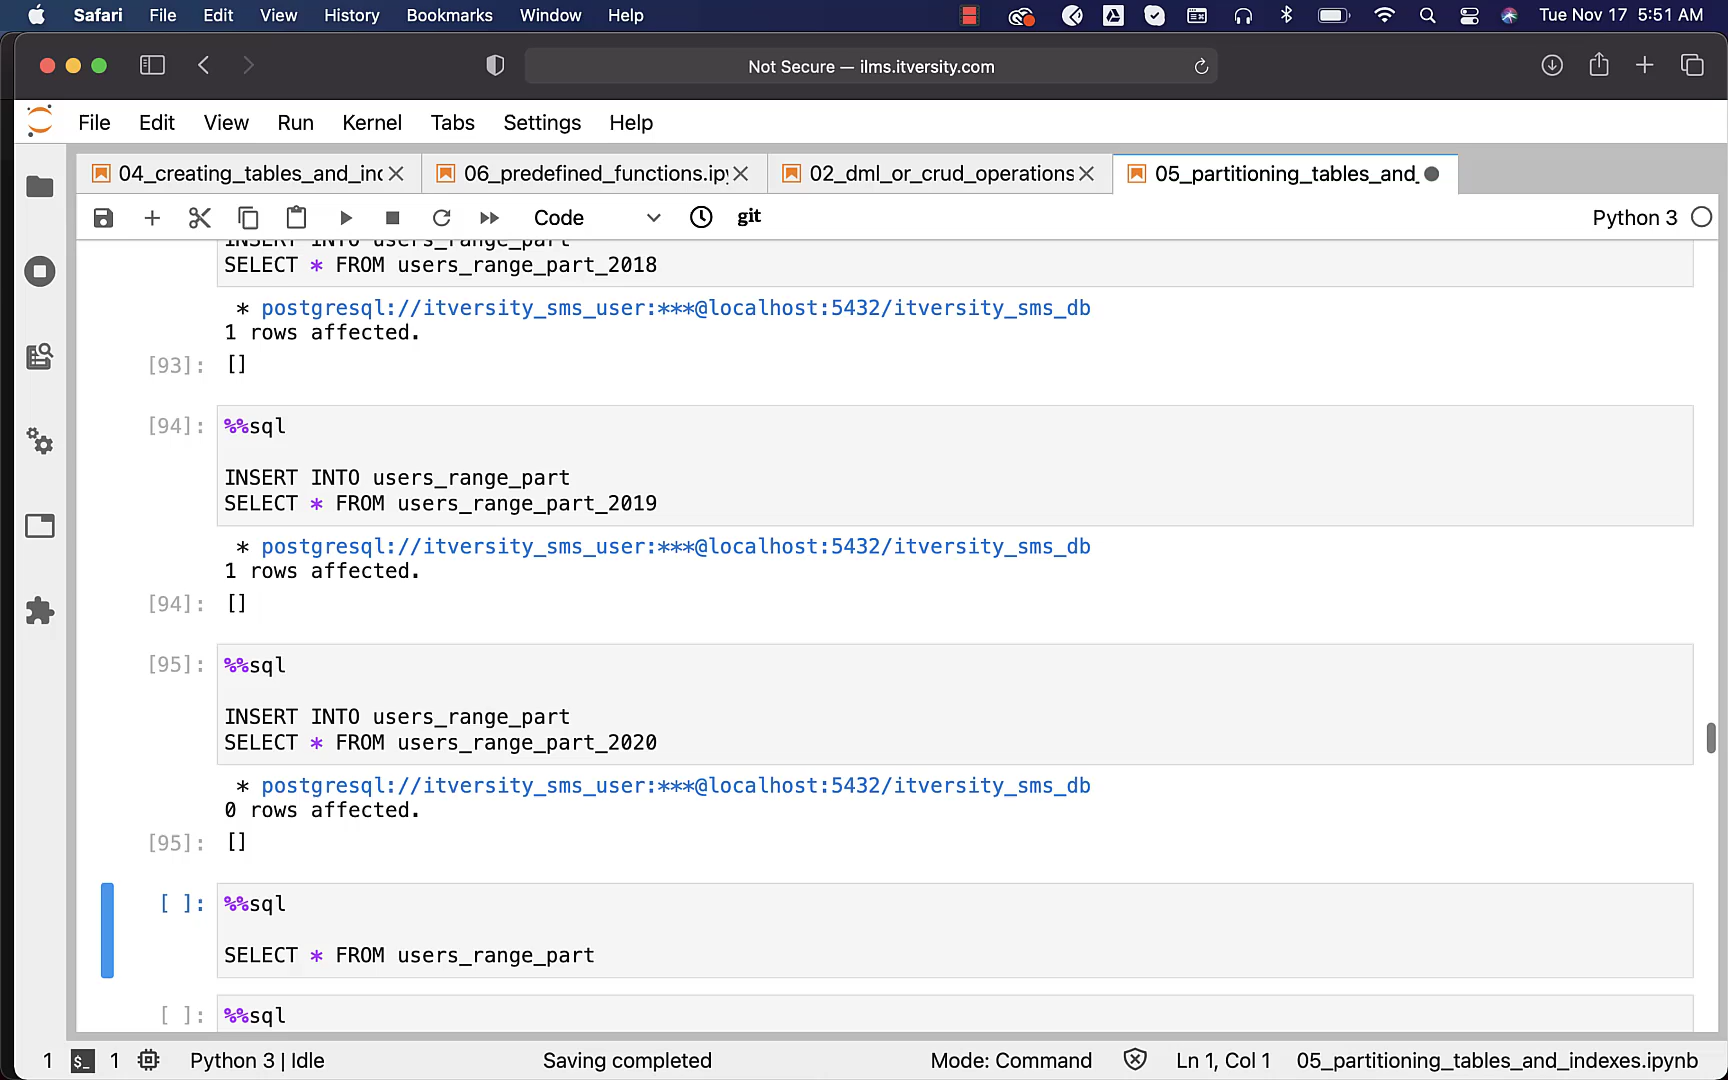 Safari File Edit View History Bookmarks Window Help Tue Nov 17 5:51 AM
Not Secure — ilms.itversity.com
File Edit View Run Kernel Tabs Settings Help
04_creating_tables_and_inc 06_predefined_functions.ipy 02_dml_or_crud_operations 05_partitioning_tables_and_
Code git Python 3
INSERT INTO users_range_part
SELECT * FROM users_range_part_2018
* postgresql://itversity_sms_user:***@localhost:5432/itversity_sms_db
1 rows affected.
[93]: []
[94]: %%sql
INSERT INTO users_range_part
SELECT * FROM users_range_part_2019
* postgresql://itversity_sms_user:***@localhost:5432/itversity_sms_db
1 rows affected.
[94]: []
[95]: %%sql
INSERT INTO users_range_part
SELECT * FROM users_range_part_2020
* postgresql://itversity_sms_user:***@localhost:5432/itversity_sms_db
0 rows affected.
[95]: []
[ ]: %%sql
SELECT * FROM users_range_part
[ ]: %%sql
1 $_ 1 Python 3 | Idle Saving completed Mode: Command Ln 1, Col 1 05_partitioning_tables_and_indexes.ipynb